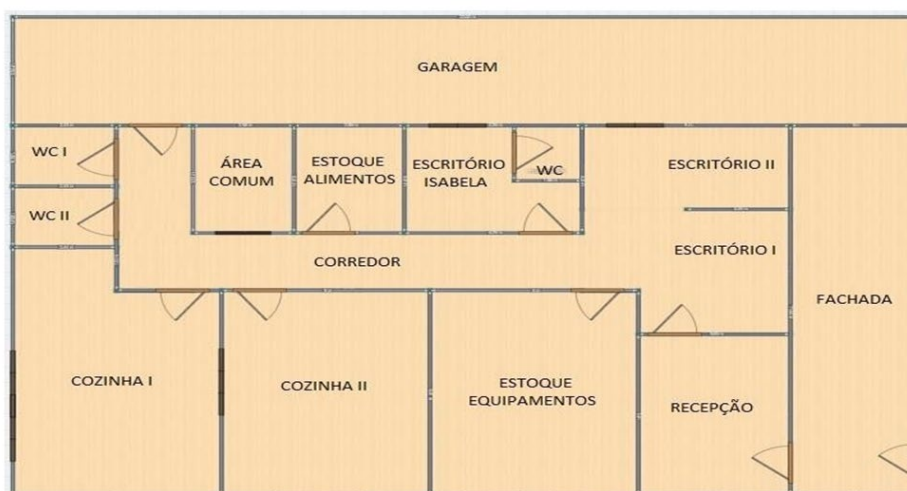 GARAGEM
WC I
ÁREA
COMUM
ESTOQUE
ALIMENTOS
ESCRITÓRIO
ISABELA
WC
ESCRITÓRIO II
WC II
CORREDOR
ESCRITÓRIO I
FACHADA
COZINHA I
COZINHA II
ESTOQUE
EQUIPAMENTOS
RECEPÇÃO